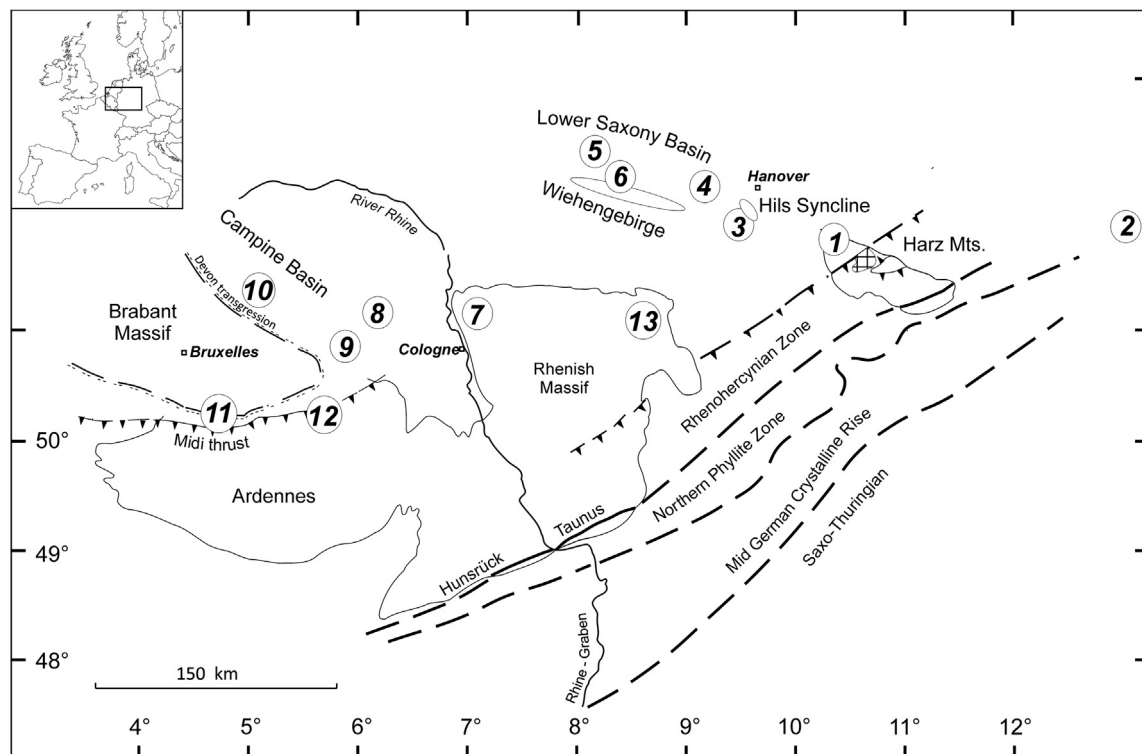 Lower Saxony Basin
5
6
4
Hanover
Wiehengebirge
3
Hils Syncline
1
Harz Mts.
2
River Rhine
Campine Basin
Devon transgression
10
Brabant
Massif
8
7
13
Bruxelles
9
Cologne
Rhenish
Massif
Rhenohercynian Zone
11
12
50°
Midi thrust
Northern Phyllite Zone
Mid German Crystalline Rise
Saxo-Thuringian
Ardennes
Taunus
49°
Hunsrück
48°
150 km
Rhine - Graben
4°
5°
6°
7°
8°
9°
10°
11°
12°